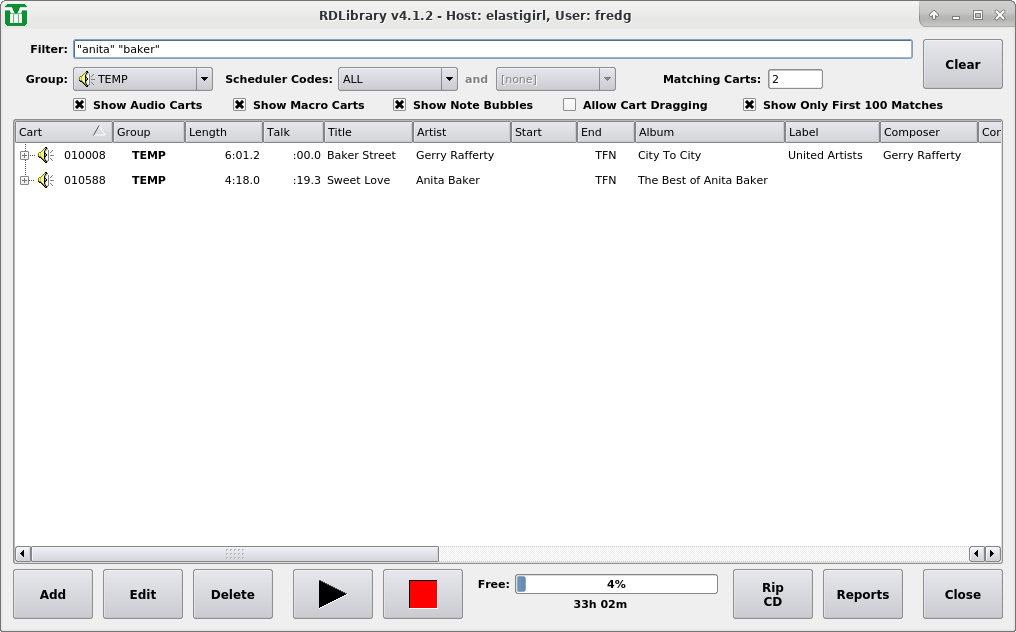 RDLibrary v4.1.2 - Host: elastigirl, User: fredg
Filter: "anita" "baker"
Clear
Group: TEMP Scheduler Codes: ALL and [none] Matching Carts: 2
Show Audio Carts Show Macro Carts Show Note Bubbles Allow Cart Dragging Show Only First 100 Matches
Cart Group Length Talk Title Artist Start End Album Label Composer Cor
010008 TEMP 6:01.2 :00.0 Baker Street Gerry Rafferty TFN City To City United Artists Gerry Rafferty
010588 TEMP 4:18.0 :19.3 Sweet Love Anita Baker TFN The Best of Anita Baker
Add Edit Delete Free: 4%
33h 02m
Rip
CD
Reports Close